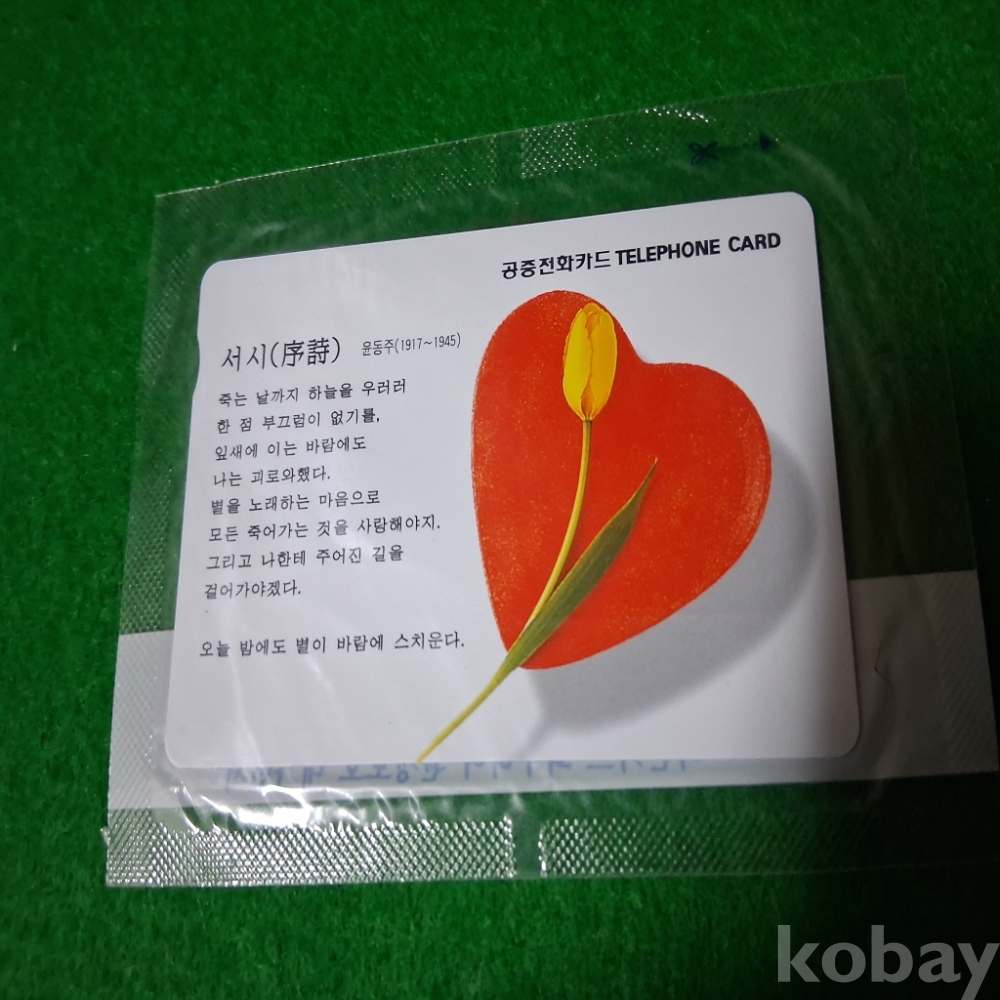 공중전화카드 TELEPHONE CARD
서시(序詩) 윤동주(1917~1945)
죽는 날까지 하늘을 우러러
한 점 부끄럼이 없기를,
잎새에 이는 바람에도
나는 괴로와했다.
별을 노래하는 마음으로
모든 죽어가는 것을 사랑해야지.
그리고 나한테 주어진 길을
걸어가야겠다.
오늘 밤에도 별이 바람에 스치운다.
kobay